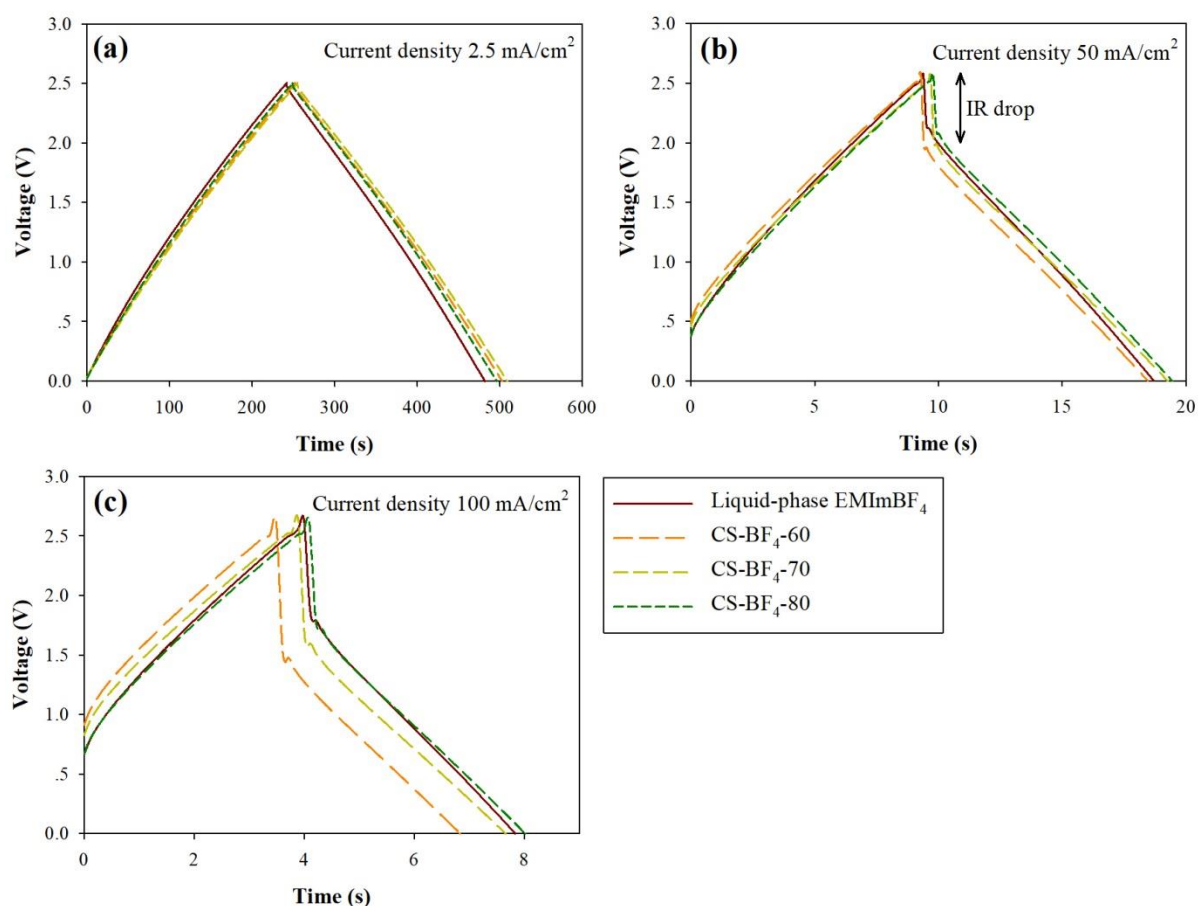 (a)
Current density 2.5 mA/cm²
3.0
2.5
2.0
1.5
1.0
.5
0.0
Voltage (V)
0 100 200 300 400 500 600
Time (s)
(b)
Current density 50 mA/cm²
IR drop
3.0
2.5
2.0
1.5
1.0
.5
0.0
Voltage (V)
0 5 10 15 20
Time (s)
(c)
Current density 100 mA/cm²
3.0
2.5
2.0
1.5
1.0
.5
0.0
Voltage (V)
0 2 4 6 8
Time (s)
Liquid-phase EMImBF₄
CS-BF₄-60
CS-BF₄-70
CS-BF₄-80